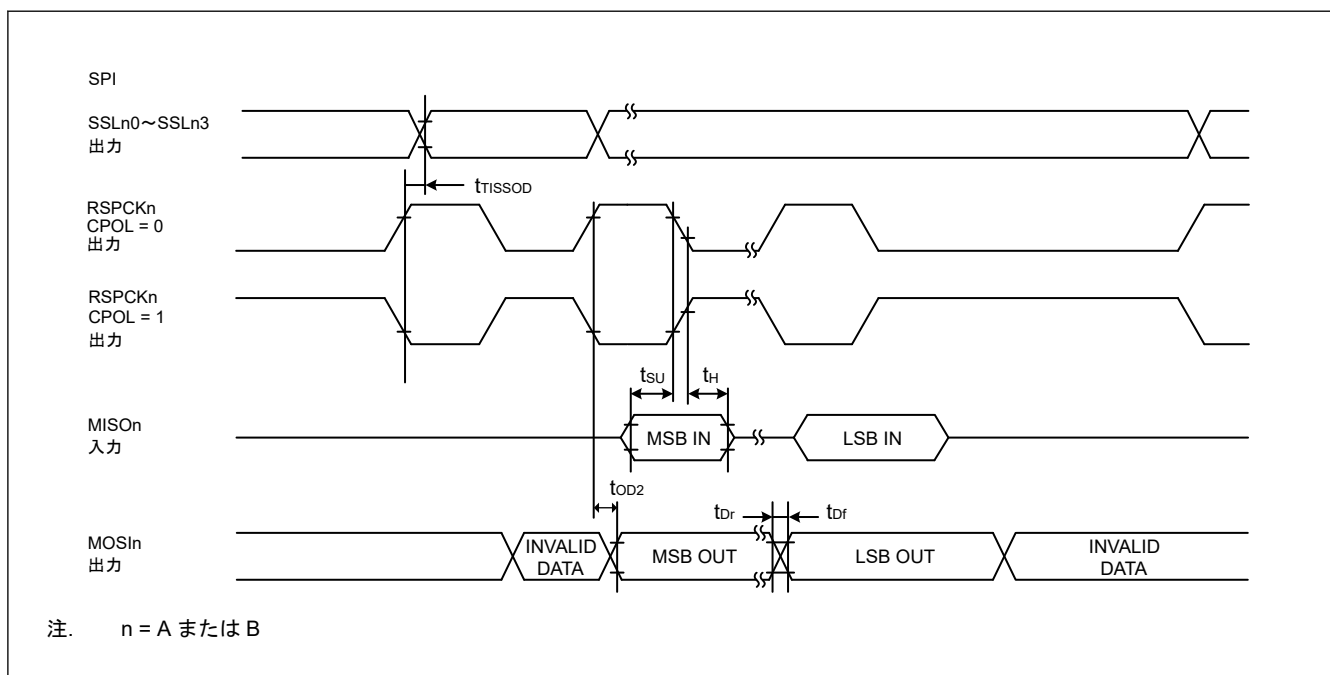 SPI
SSLn0～SSLn3
出力
tTISSOD
RSPCKn
CPOL = 0
出力
RSPCKn
CPOL = 1
出力
tSU
tH
MISOn
入力
MSB IN
LSB IN
tOD2
tDr
tDf
MOSIn
出力
INVALID
DATA
MSB OUT
LSB OUT
INVALID
DATA
注. n = A または B